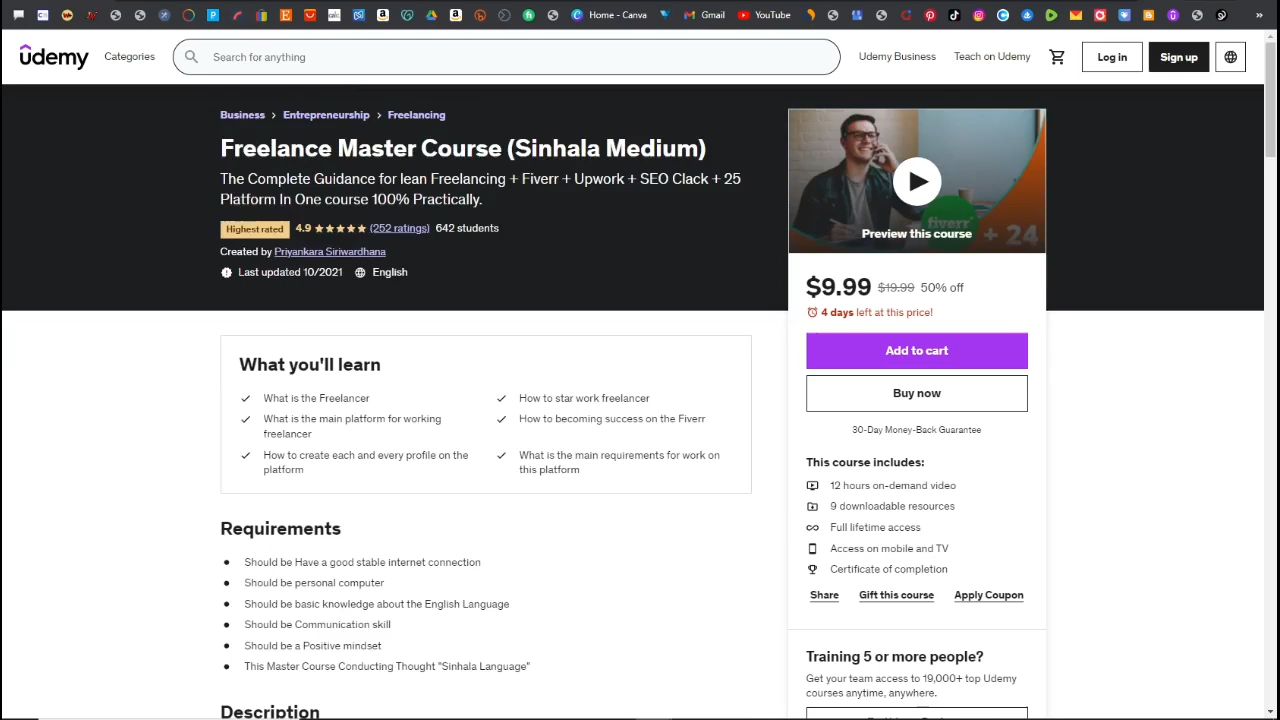 Home - Canva
Gmail
YouTube
»
ûdemy
Categories
Search for anything
Udemy Business
Teach on Udemy
Log in
Sign up
Business > Entrepreneurship > Freelancing
Freelance Master Course (Sinhala Medium)
The Complete Guidance for lean Freelancing + Fiverr + Upwork + SEO Clack + 25
Platform In One course 100% Practically.
Highest rated 4.9 (252 ratings) 642 students
Created by Priyankara Siriwardhana
Last updated 10/2021 English
fiverr
+ 24
Preview this course
$9.99 $19.99 50% off
4 days left at this price!
Add to cart
Buy now
30-Day Money-Back Guarantee
This course includes:
12 hours on-demand video
9 downloadable resources
Full lifetime access
Access on mobile and TV
Certificate of completion
Share Gift this course Apply Coupon
Training 5 or more people?
Get your team access to 19,000+ top Udemy
courses anytime, anywhere.
What you'll learn
What is the Freelancer
What is the main platform for working
freelancer
How to create each and every profile on the
platform
How to star work freelancer
How to becoming success on the Fiverr
What is the main requirements for work on
this platform
Requirements
Should be Have a good stable internet connection
Should be personal computer
Should be basic knowledge about the English Language
Should be Communication skill
Should be a Positive mindset
This Master Course Conducting Thought "Sinhala Language"
Description